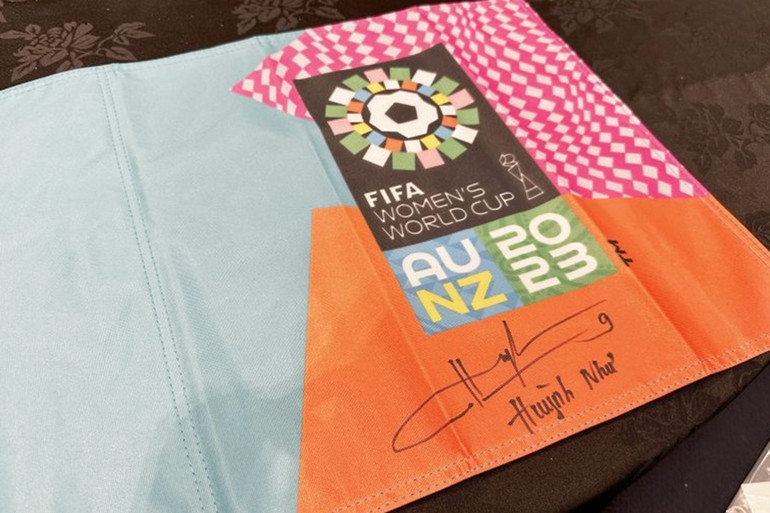 FIFA
WOMEN'S
WORLD CUP
AU
NZ
20
23
TM
9
Huỳnh Như